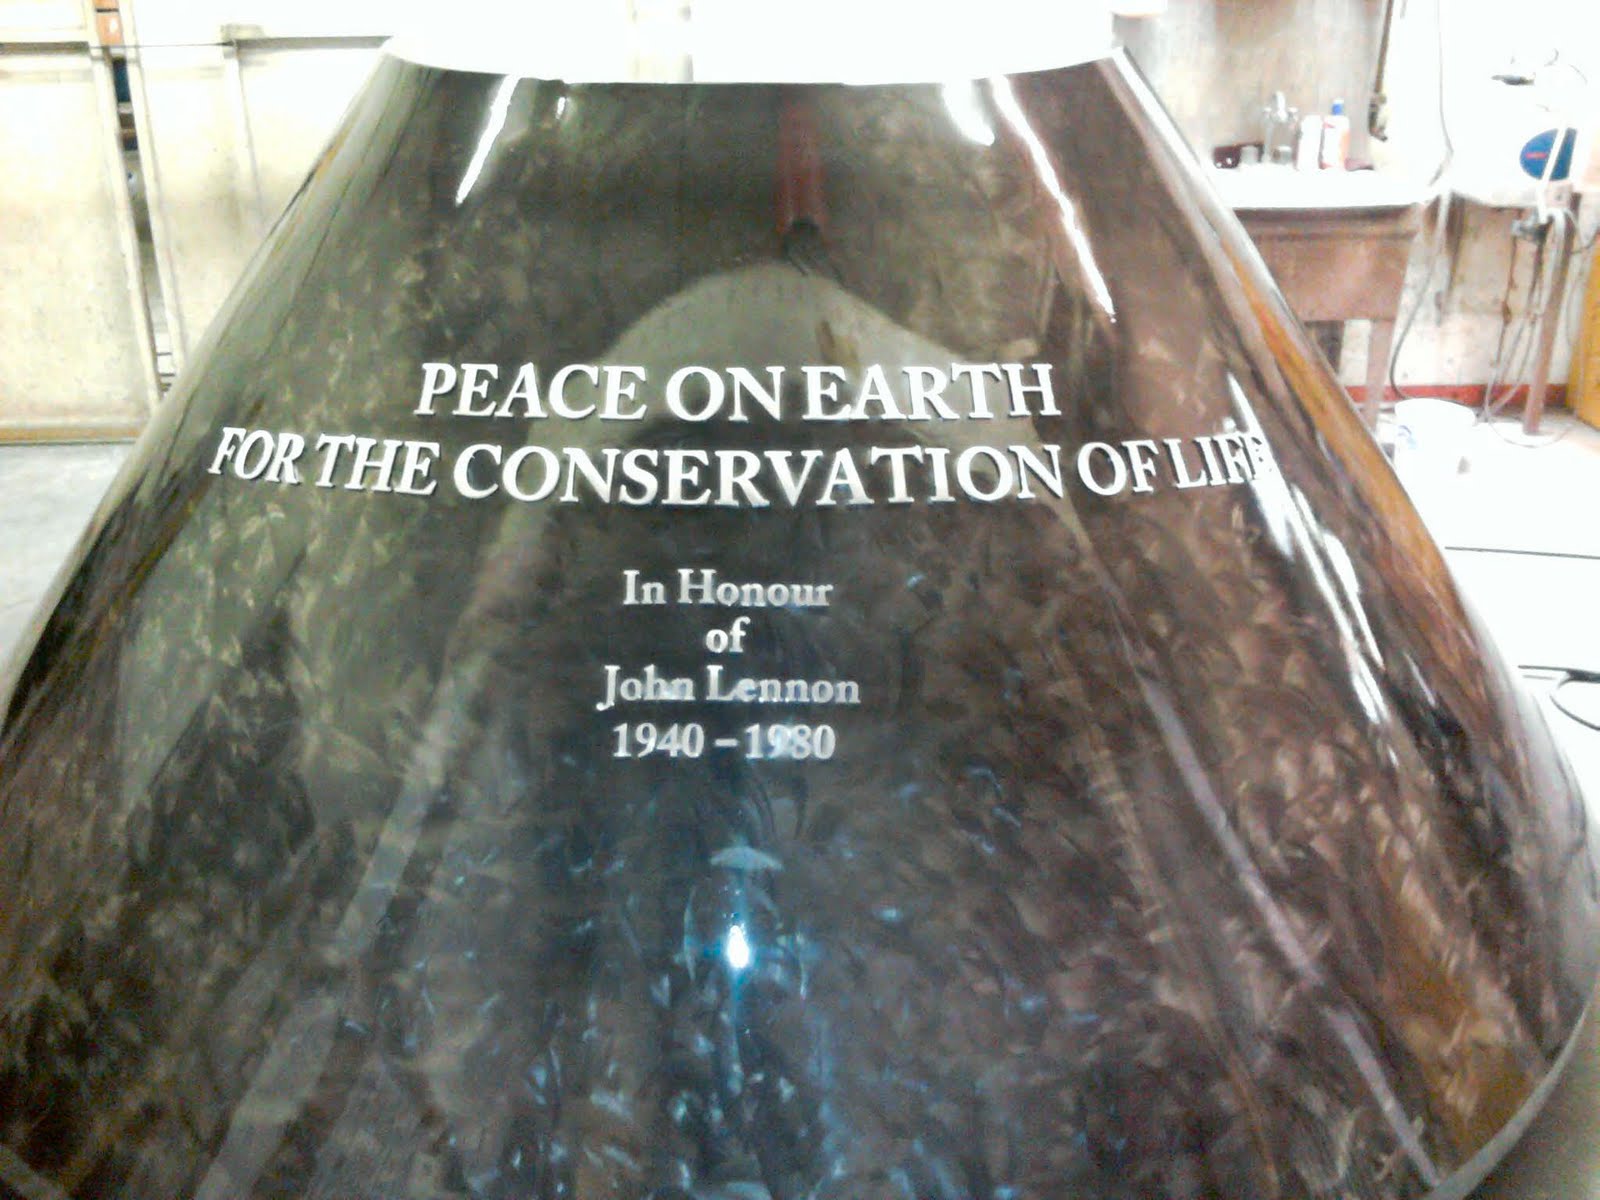 PEACE ON EARTH
FOR THE CONSERVATION OF LIFE
In Honour
of
John Lennon
1940 – 1980